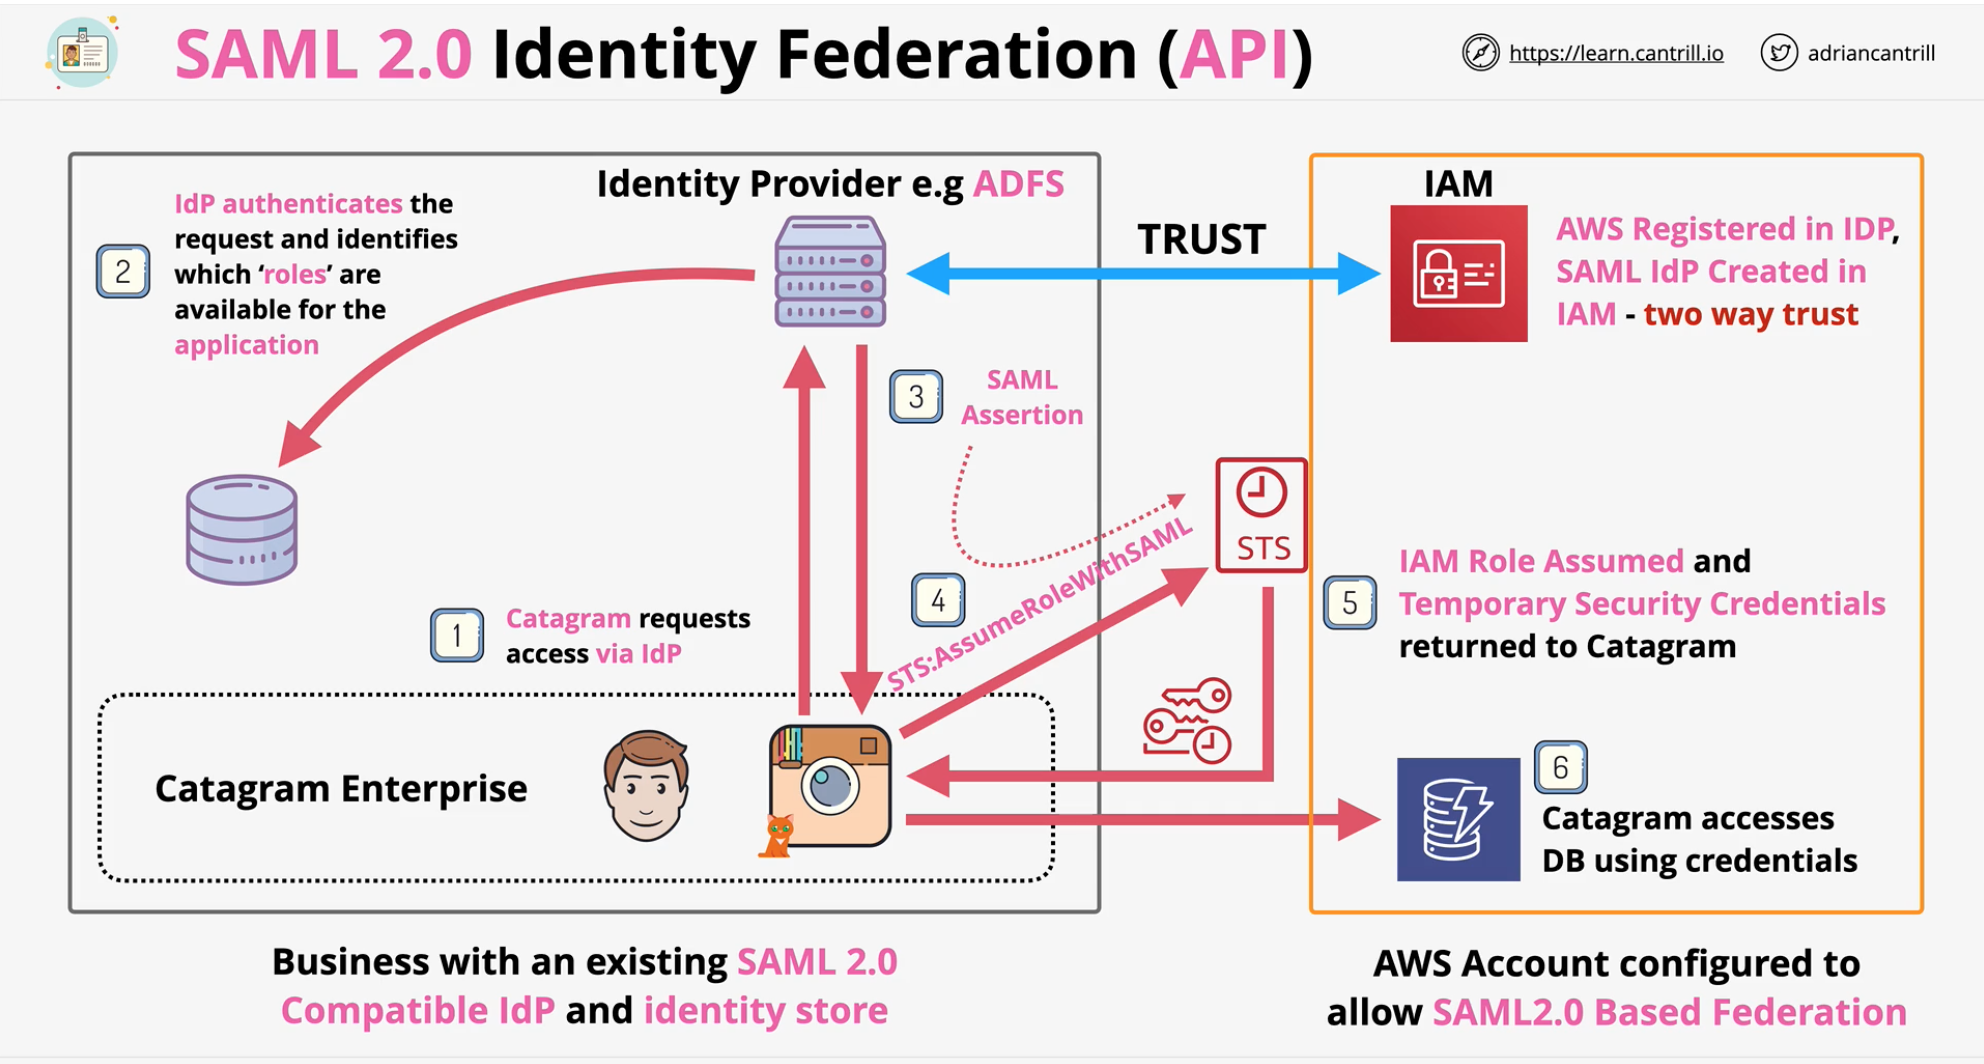 SAML 2.0 Identity Federation (API)
https://learn.cantrill.io
adriancantrill
Identity Provider e.g ADFS
2
IdP authenticates the
request and identifies
which ‘roles’ are
available for the
application
TRUST
IAM
AWS Registered in IDP,
SAML IdP Created in
IAM - two way trust
3
SAML
Assertion
STS
4
STS:AssumeRoleWithSAML
1
Catagram requests
access via IdP
5
IAM Role Assumed and
Temporary Security Credentials
returned to Catagram
Catagram Enterprise
6
Catagram accesses
DB using credentials
Business with an existing SAML 2.0
Compatible IdP and identity store
AWS Account configured to
allow SAML2.0 Based Federation